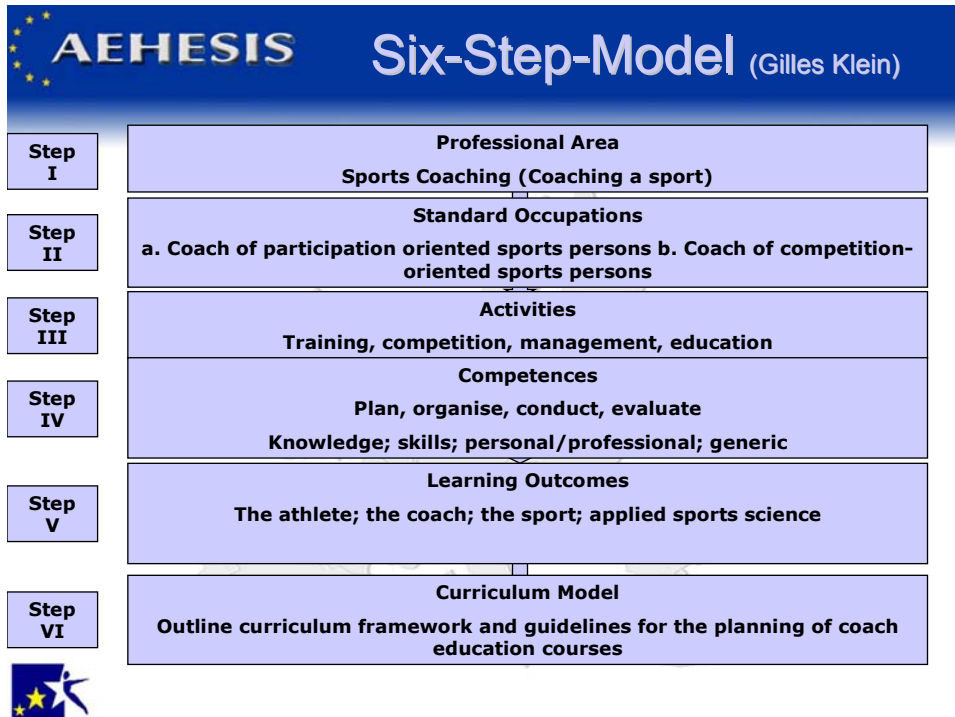 AEHESIS
Six-Step-Model (Gilles Klein)
Step
I
Professional Area
Sports Coaching (Coaching a sport)
Step
II
Standard Occupations
a. Coach of participation oriented sports persons b. Coach of competition-
oriented sports persons
Step
III
Activities
Training, competition, management, education
Step
IV
Competences
Plan, organise, conduct, evaluate
Knowledge; skills; personal/professional; generic
Step
V
Learning Outcomes
The athlete; the coach; the sport; applied sports science
Step
VI
Curriculum Model
Outline curriculum framework and guidelines for the planning of coach
education courses